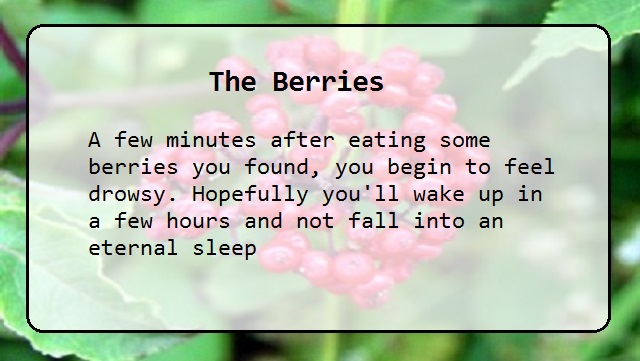 The Berries
A few minutes after eating some
berries you found, you begin to feel
drowsy. Hopefully you'll wake up in
a few hours and not fall into an
eternal sleep